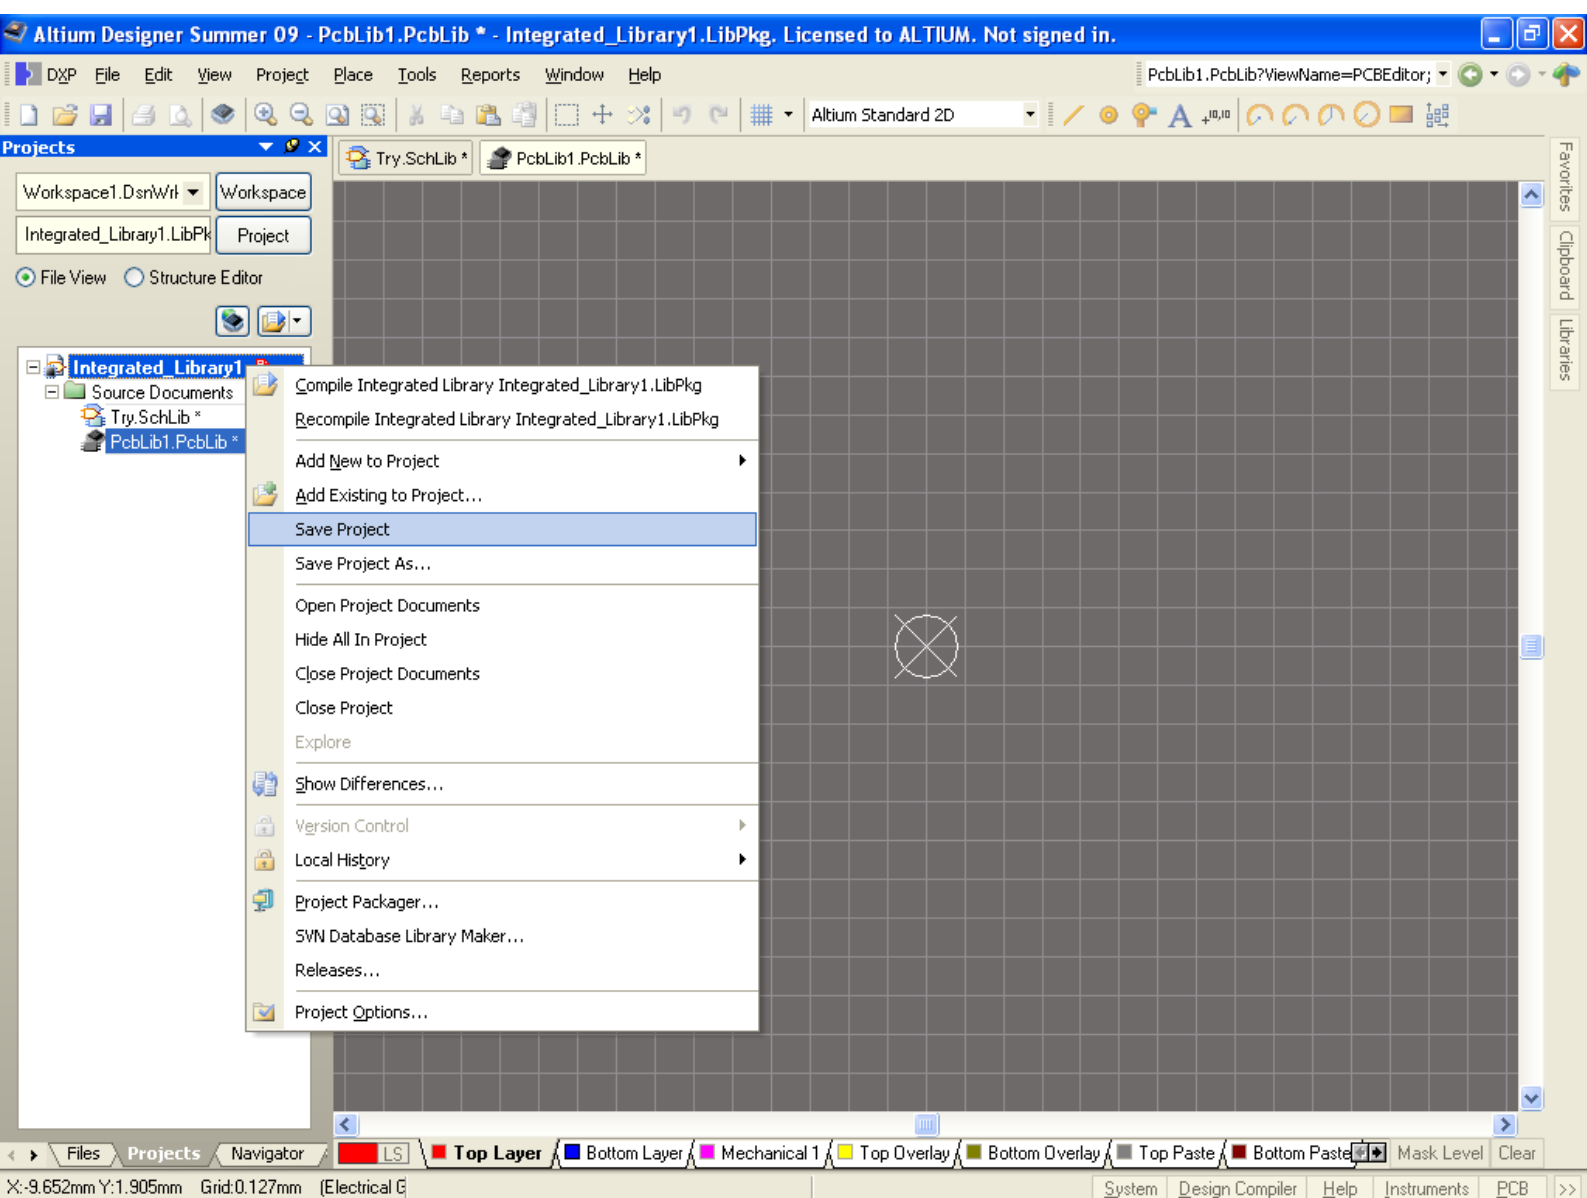 Altium Designer Summer 09 - PcbLib1.PcbLib * - Integrated_Library1.LibPkg. Licensed to ALTIUM. Not signed in.
DXP File Edit View Project Place Tools Reports Window Help PcbLib1.PcbLib?ViewName=PCBEditor;
Altium Standard 2D A +10,10
Projects
Try.SchLib * PcbLib1.PcbLib *
Workspace1.DsnWrk Workspace
Integrated_Library1.LibPk Project
File View Structure Editor
Favorites
Clipboard
Libraries
Integrated_Library1
Source Documents
Try.SchLib *
PcbLib1.PcbLib *
Compile Integrated Library Integrated_Library1.LibPkg
Recompile Integrated Library Integrated_Library1.LibPkg
Add New to Project
Add Existing to Project...
Save Project
Save Project As...
Open Project Documents
Hide All In Project
Close Project Documents
Close Project
Explore
Show Differences...
Version Control
Local History
Project Packager...
SVN Database Library Maker...
Releases...
Project Options...
Files Projects Navigator LS Top Layer Bottom Layer Mechanical 1 Top Overlay Bottom Overlay Top Paste Bottom Paste Mask Level Clear
X:-9.652mm Y:1.905mm Grid:0.127mm (Electrical G System Design Compiler Help Instruments PCB >>